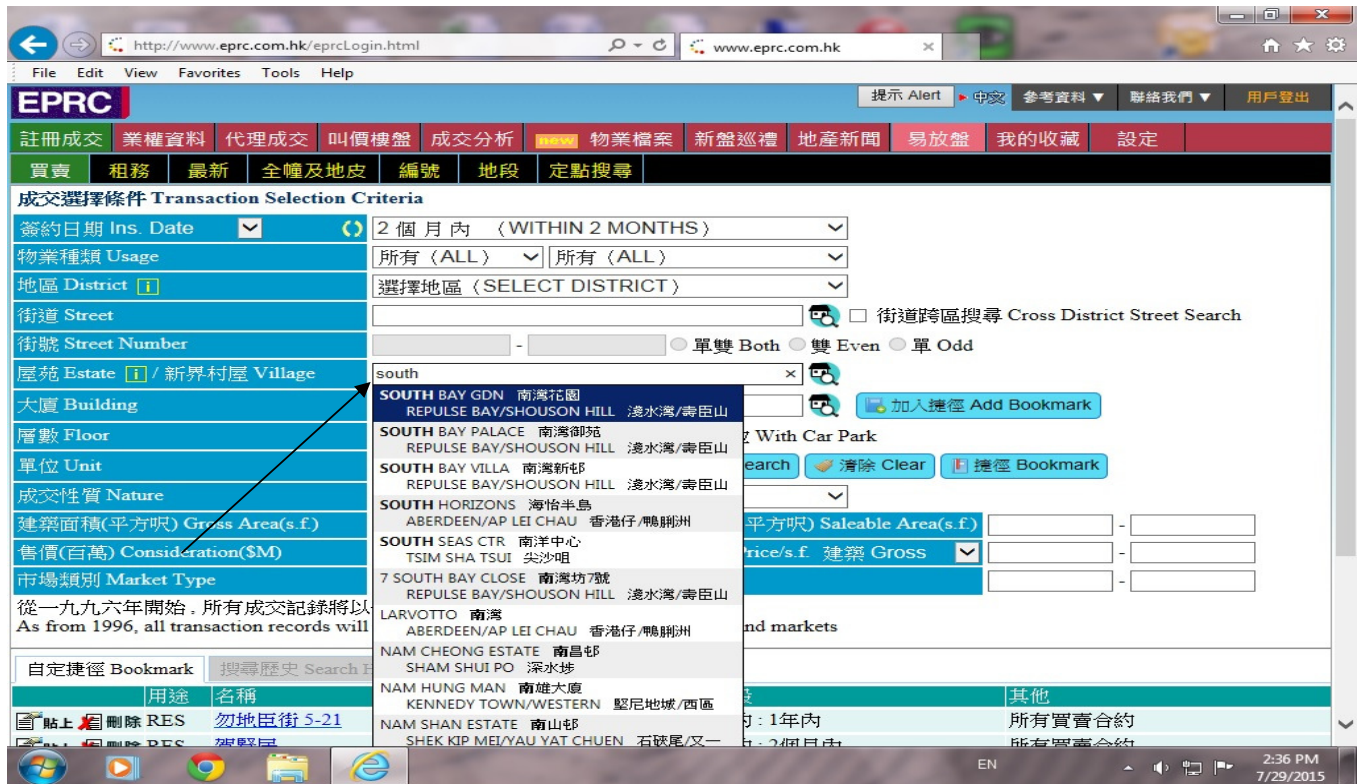 http://www.eprc.com.hk/eprcLogin.html
www.eprc.com.hk
File Edit View Favorites Tools Help
EPRC
提示 Alert 中文 參考資料 ▼ 聯絡我們 ▼ 用戶登出
註冊成交 業權資料 代理成交 叫價樓盤 成交分析 new 物業檔案 新盤巡禮 地產新聞 易放盤 我的收藏 設定
買賣 租務 最新 全幢及地皮 編號 地段 定點搜尋
成交選擇條件 Transaction Selection Criteria
簽約日期 Ins. Date 2 個 月 內 (WITHIN 2 MONTHS)
物業種類 Usage 所有 (ALL) 所有 (ALL)
地區 District i 選擇地區 (SELECT DISTRICT)
街道 Street 街道跨區搜尋 Cross District Street Search
街號 Street Number - 單雙 Both 雙 Even 單 Odd
屋苑 Estate i / 新界村屋 Village south
大廈 Building 加入捷徑 Add Bookmark
層數 Floor With Car Park
單位 Unit earch 清除 Clear 捷徑 Bookmark
成交性質 Nature
建築面積(平方呎) Gross Area(s.f.) 平方呎) Saleable Area(s.f.) -
售價(百萬) Consideration($M) Price/s.f. 建築 Gross -
市場類別 Market Type -
SOUTH BAY GDN 南灣花園
REPULSE BAY/SHOUSON HILL 淺水灣/壽臣山
SOUTH BAY PALACE 南灣御苑
REPULSE BAY/SHOUSON HILL 淺水灣/壽臣山
SOUTH BAY VILLA 南灣新邨
REPULSE BAY/SHOUSON HILL 淺水灣/壽臣山
SOUTH HORIZONS 海怡半島
ABERDEEN/AP LEI CHAU 香港仔/鴨脷洲
SOUTH SEAS CTR 南洋中心
TSIM SHA TSUI 尖沙咀
7 SOUTH BAY CLOSE 南灣坊7號
REPULSE BAY/SHOUSON HILL 淺水灣/壽臣山
LARVOTTO 南灣
ABERDEEN/AP LEI CHAU 香港仔/鴨脷洲
NAM CHEONG ESTATE 南昌邨
SHAM SHUI PO 深水埗
NAM HUNG MAN 南雄大廈
KENNEDY TOWN/WESTERN 堅尼地城/西區
NAM SHAN ESTATE 南山邨
SHEK KIP MEI/YAU YAT CHUEN 石硤尾/又一
從一九九六年開始 , 所有成交記錄將以
As from 1996, all transaction records will nd markets
自定捷徑 Bookmark 搜尋歷史 Search H
用途 名稱 其他
貼上 刪除 RES 勿地臣街 5-21 : 1年內 所有買賣合約
貼上 刪除 RES 賀賢居 : 2個月內 所有買賣合約
EN 2:36 PM
7/29/2015